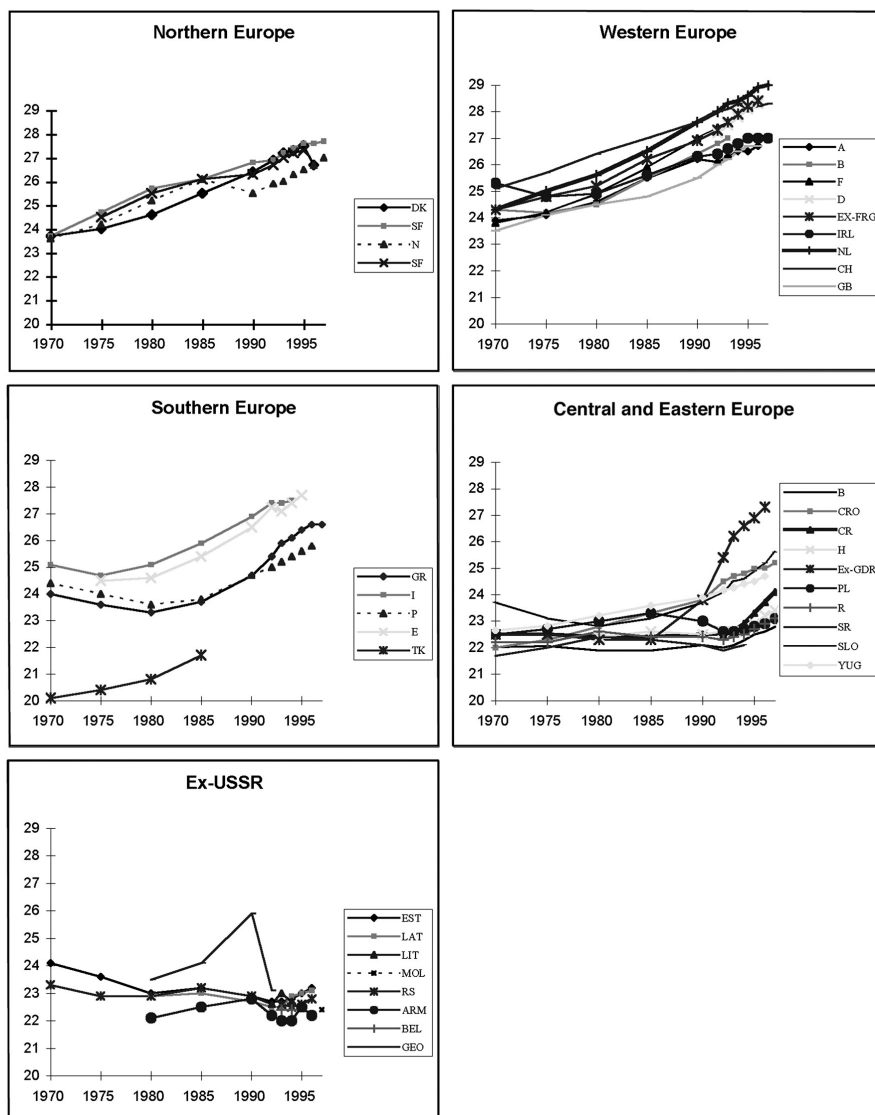 Northern Europe
29
28
27
26
25
24
23
22
21
20
1970 1975 1980 1985 1990 1995
DK
SF
N
SF
Western Europe
29
28
27
26
25
24
23
22
21
20
1970 1975 1980 1985 1990 1995
A
B
F
D
EX-FRG
IRL
NL
CH
GB
Southern Europe
29
28
27
26
25
24
23
22
21
20
1970 1975 1980 1985 1990 1995
GR
I
P
E
TK
Central and Eastern Europe
29
28
27
26
25
24
23
22
21
20
1970 1975 1980 1985 1990 1995
B
CRO
CR
H
Ex-GDR
PL
R
SR
SLO
YUG
Ex-USSR
29
28
27
26
25
24
23
22
21
20
1970 1975 1980 1985 1990 1995
EST
LAT
LIT
MOL
RS
ARM
BEL
GEO